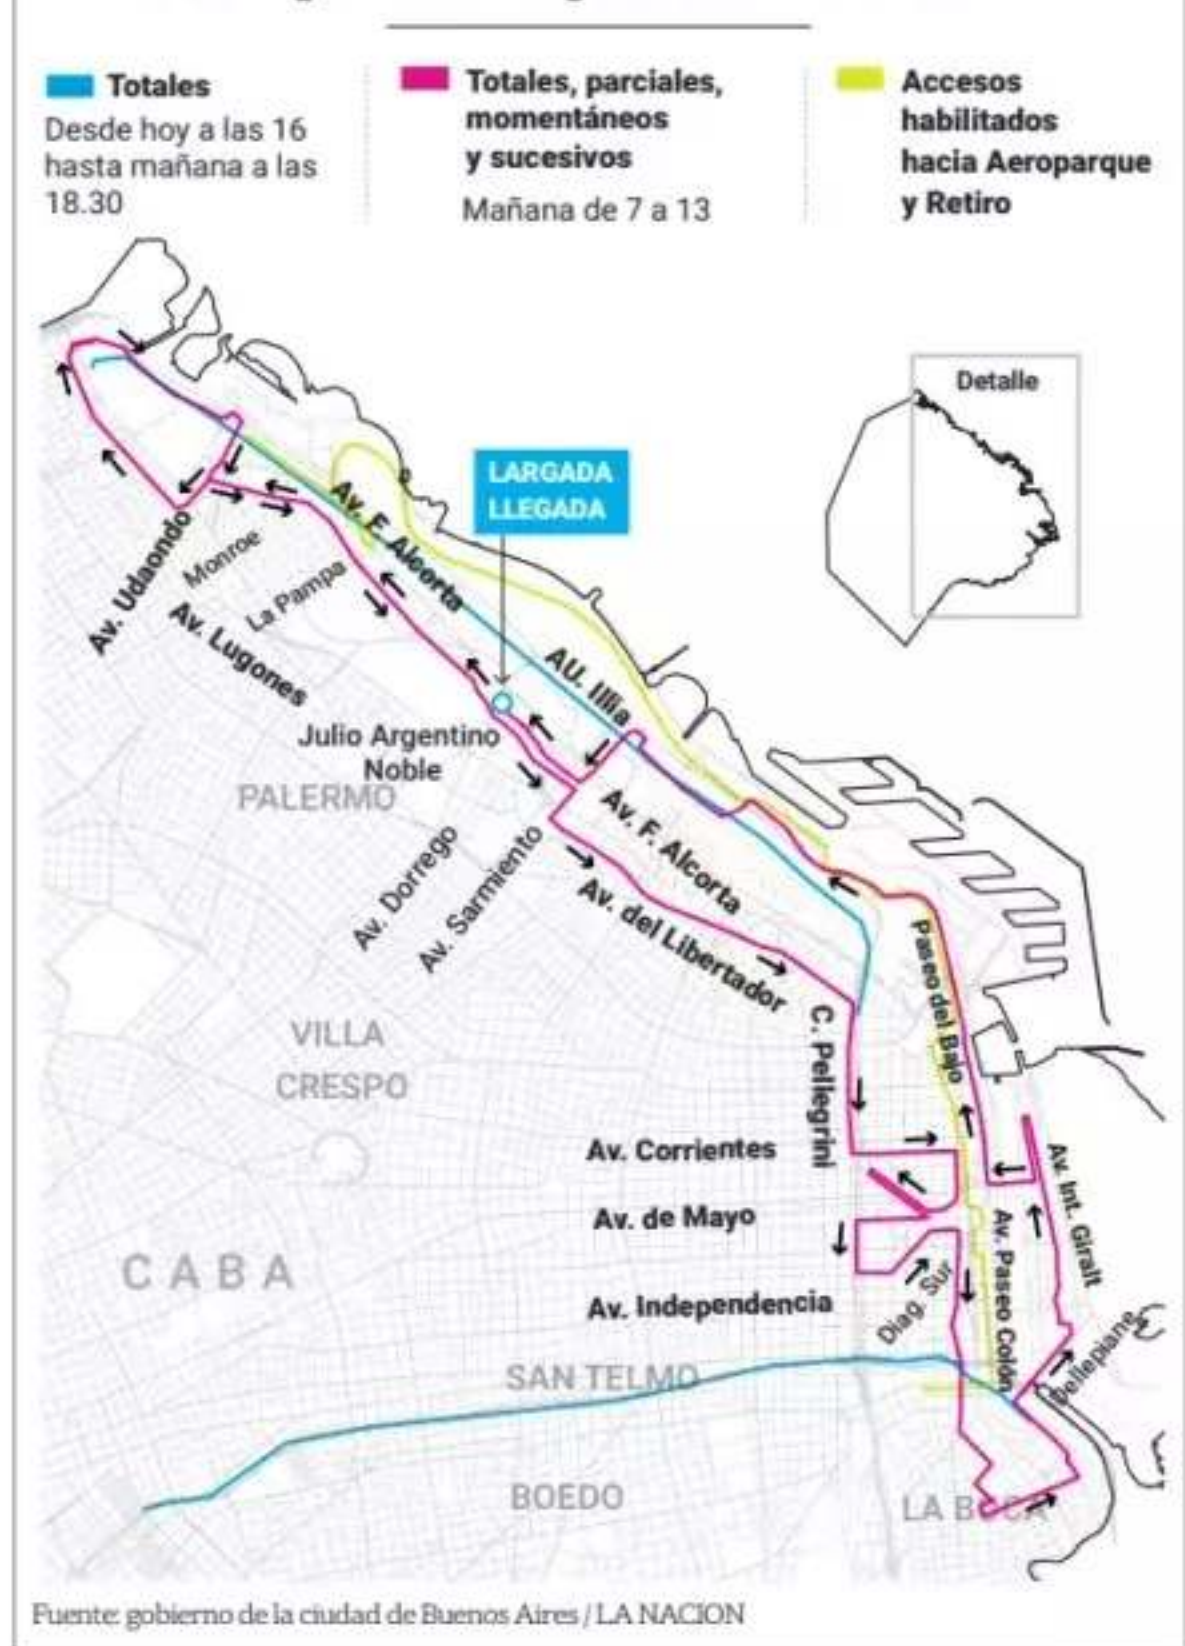 Totales
Desde hoy a las 16
hasta mañana a las
18.30
Totales, parciales,
momentáneos
y sucesivos
Mañana de 7 a 13
Accesos
habilitados
hacia Aeroparque
y Retiro
Detalle
LARGADA
LLEGADA
Av. F. Alcorta
Av. Udaondo
Monroe
La Pampa
Av. Lugones
AU. Illia
Julio Argentino
Noble
PALERMO
Av. Dorrego
Av. Sarmiento
Av. F. Alcorta
Av. del Libertador
Paseo del Bajo
C. Pellegrini
VILLA
CRESPO
Av. Corrientes
Av. de Mayo
Av. Int. Giralt
CABA
Av. Paseo Colón
Av. Independencia
Diag. Sur
Dellepiane
SAN TELMO
BOEDO
LA BOCA
Fuente: gobierno de la ciudad de Buenos Aires / LA NACION